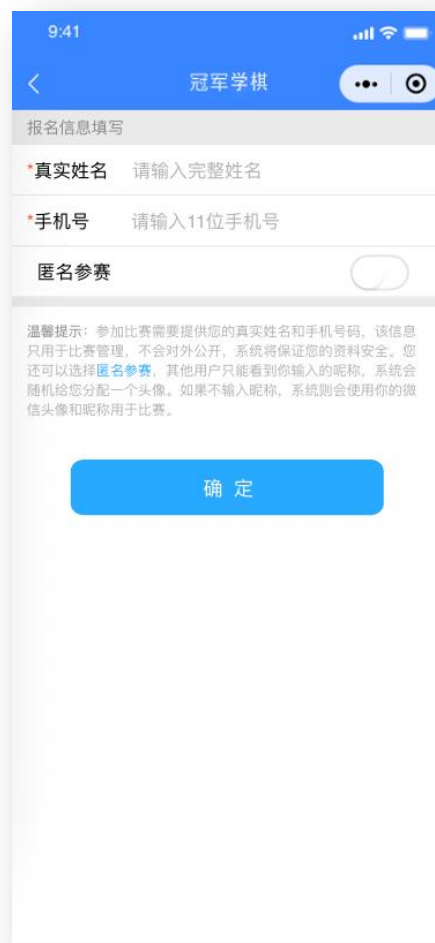 9:41
冠军学棋
报名信息填写
*真实姓名 请输入完整姓名
*手机号 请输入11位手机号
匿名参赛
温馨提示：参加比赛需要提供您的真实姓名和手机号码，该信息
只用于比赛管理，不会对外公开，系统将保证您的资料安全。您
还可以选择匿名参赛，其他用户只能看到你输入的昵称，系统会
随机给您分配一个头像。如果不输入昵称，系统则会使用你的微
信头像和昵称用于比赛。
确 定